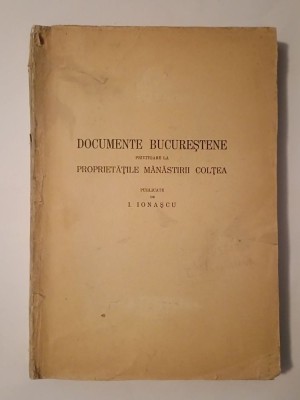 DOCUMENTE BUCUREȘTENE
PRIVITOARE LA
PROPRIETĂȚILE MĂNĂSTIRII COLȚEA
PUBLICATE
DE
I. IONAȘCU